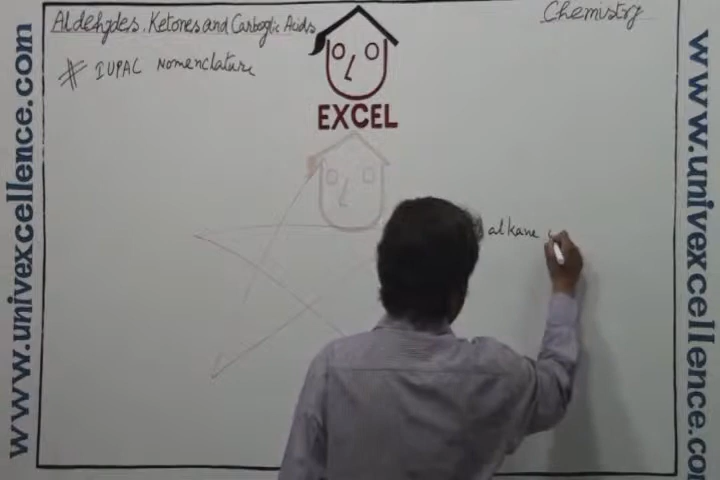 Aldehydes, Ketones and Carboxylic Acids
Chemistry
# IUPAC Nomenclature
EXCEL
alkane
www.univexcellence.com
www.univexcellence.com